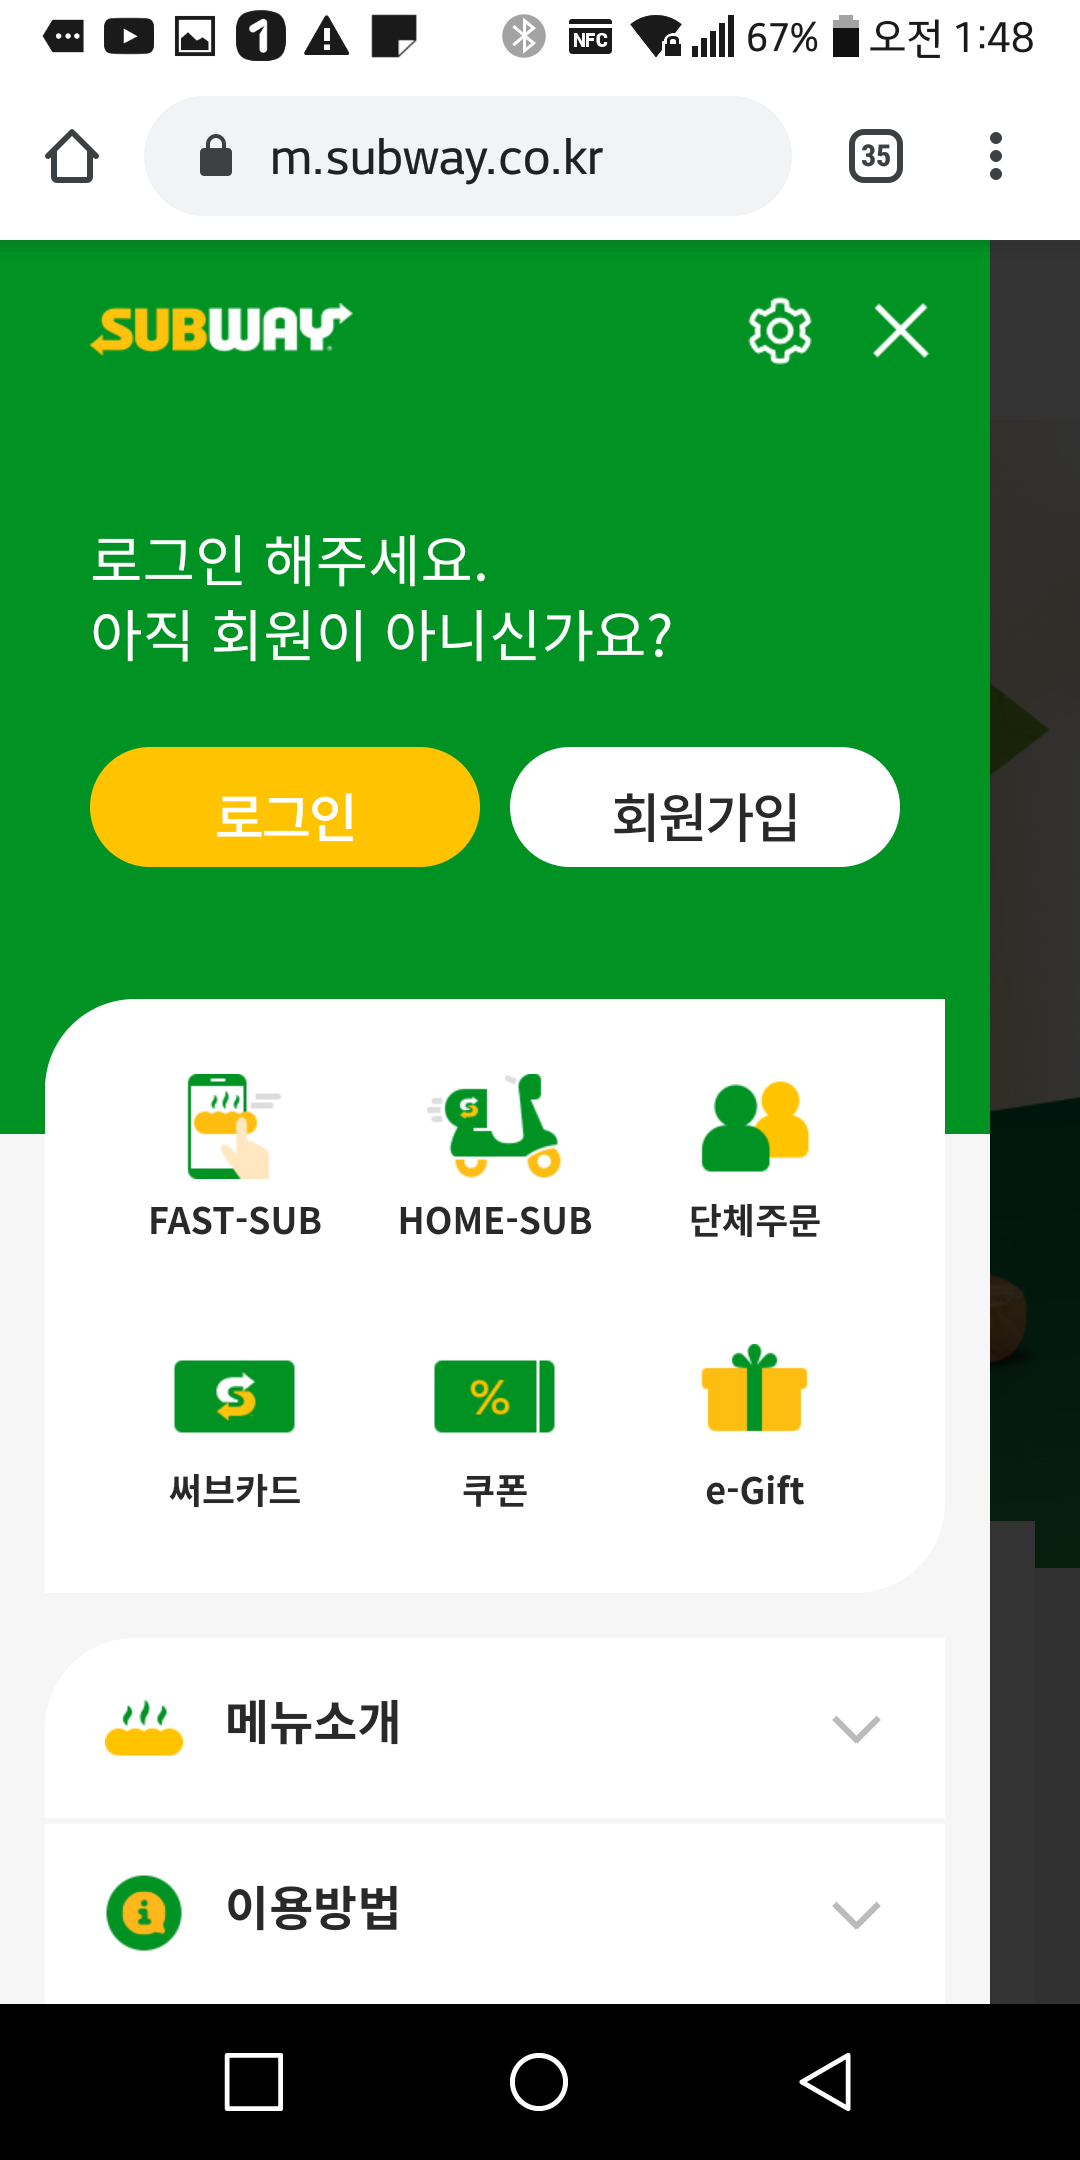 NFC 67% 오전 1:48
m.subway.co.kr 35
SUBWAY
로그인 해주세요.
아직 회원이 아니신가요?
로그인 회원가입
FAST-SUB HOME-SUB 단체주문
써브카드 쿠폰 e-Gift
메뉴소개
이용방법